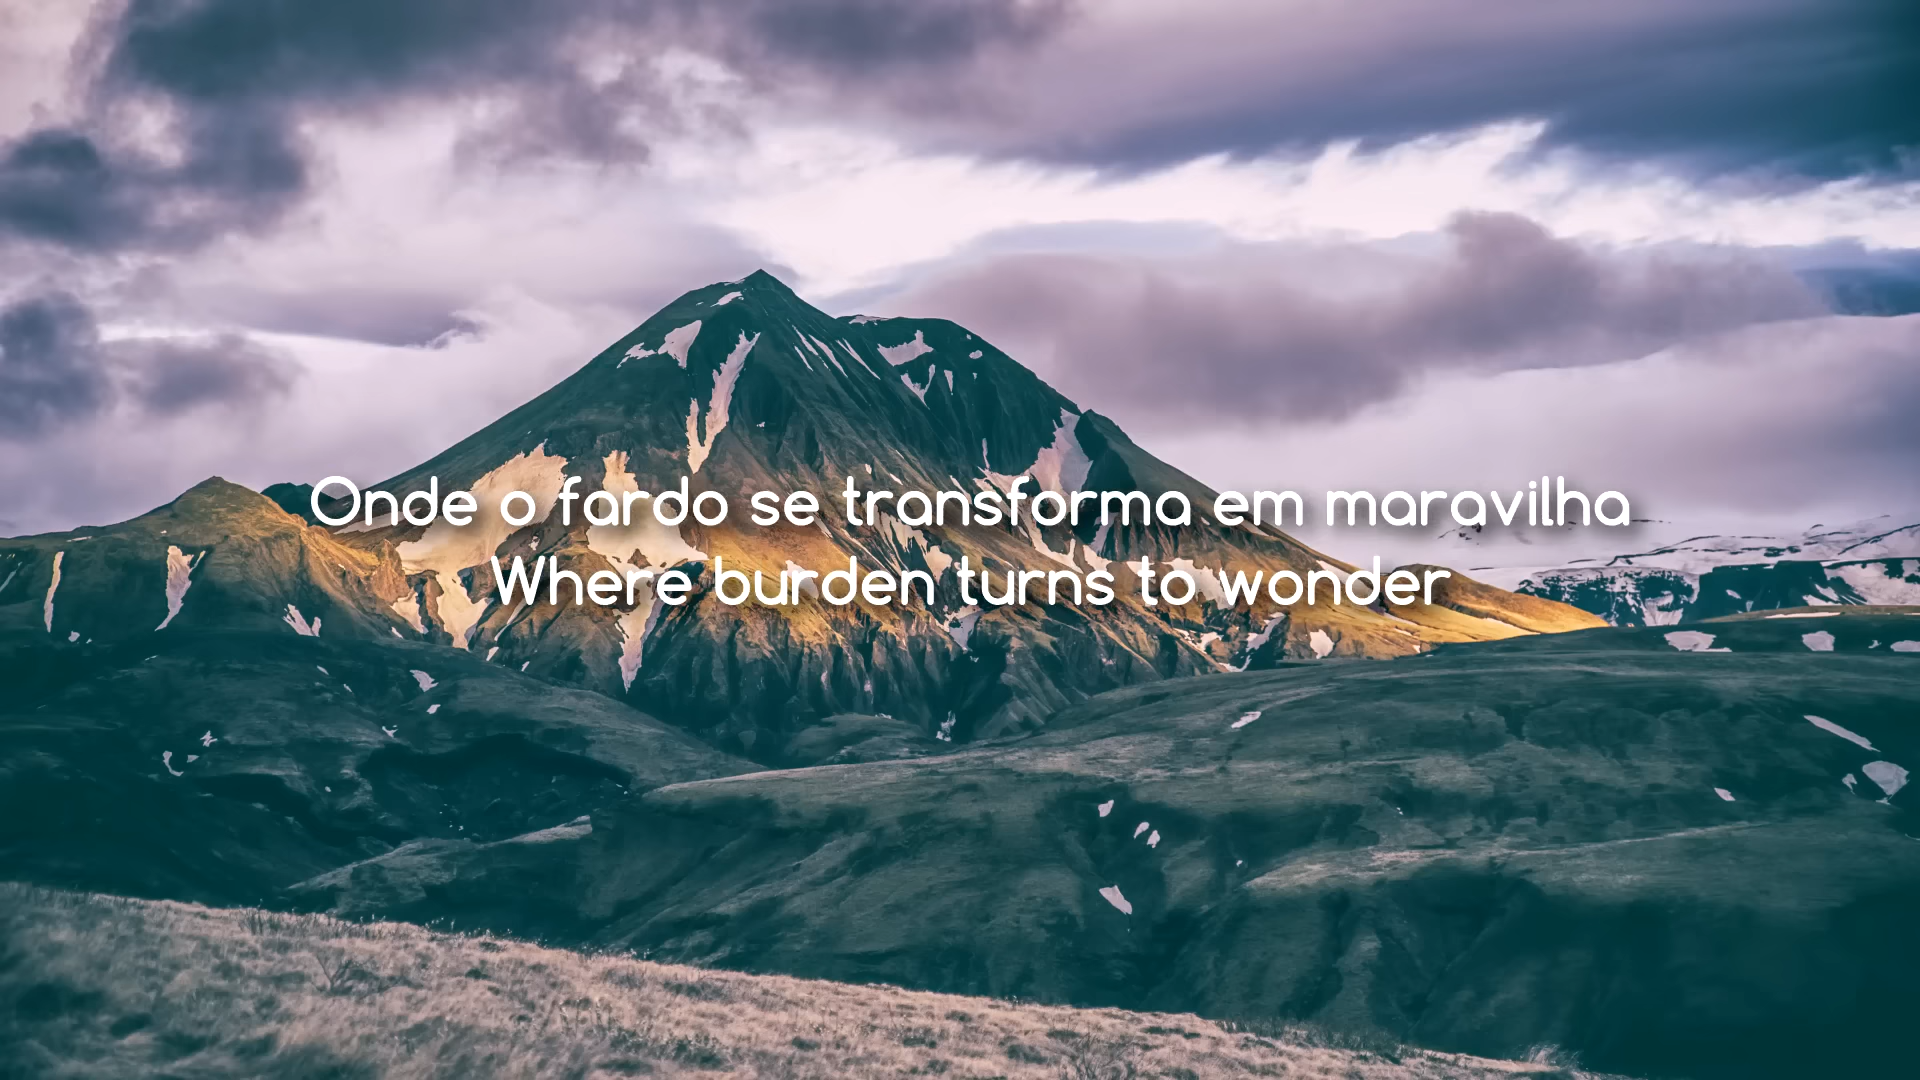 Onde o fardo se transforma em maravilha
Where burden turns to wonder